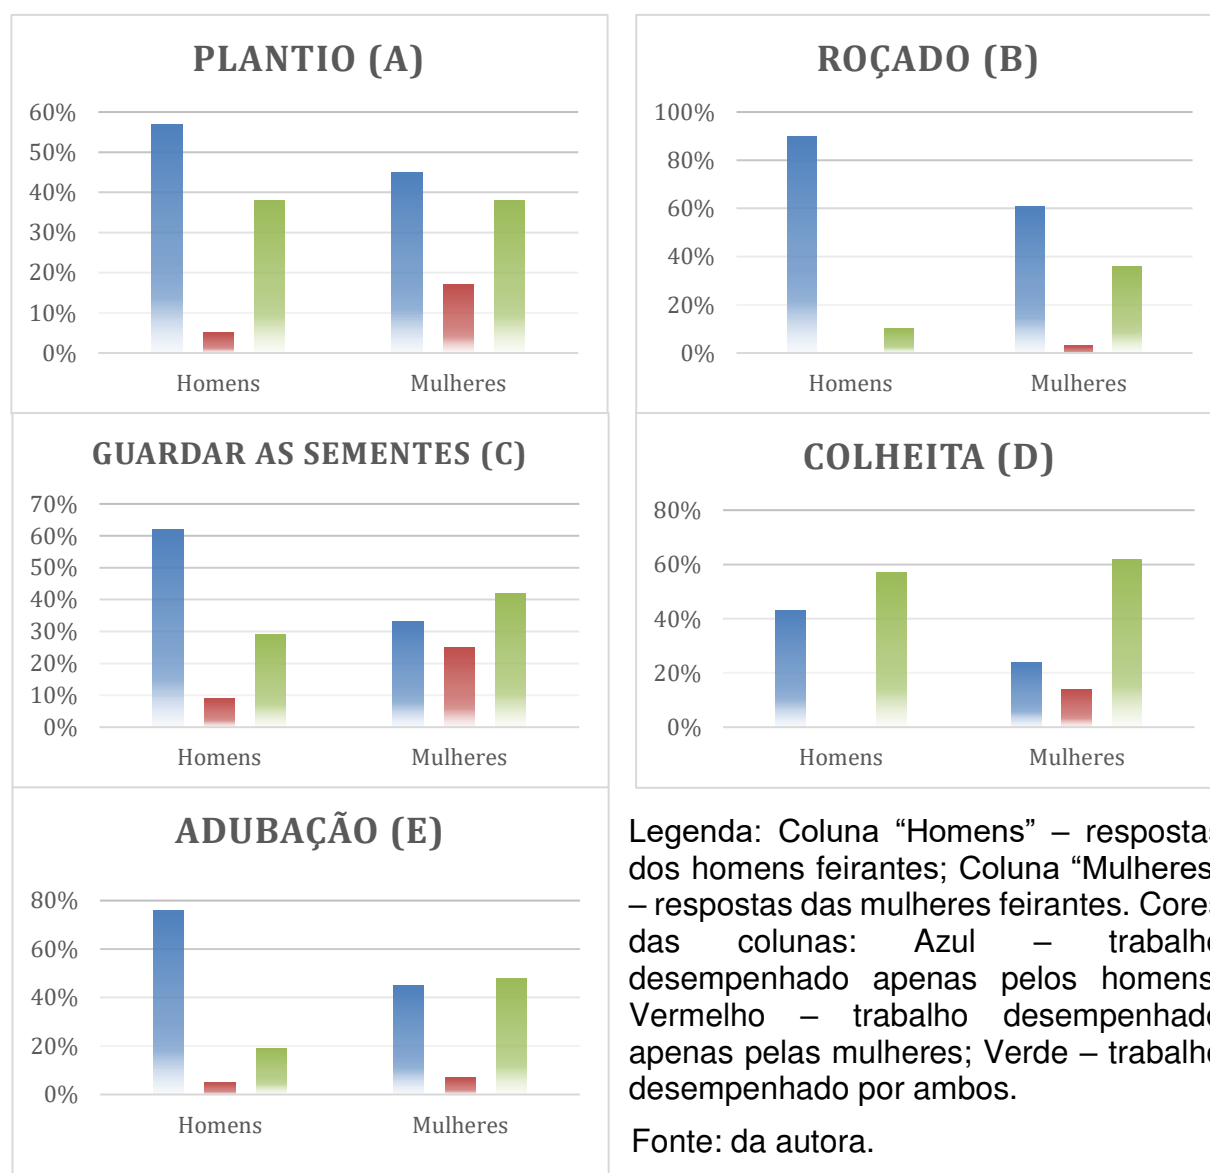 PLANTIO (A)
60%
50%
40%
30%
20%
10%
0%
Homens Mulheres
ROÇADO (B)
100%
80%
60%
40%
20%
0%
Homens Mulheres
GUARDAR AS SEMENTES (C)
70%
60%
50%
40%
30%
20%
10%
0%
Homens Mulheres
COLHEITA (D)
80%
60%
40%
20%
0%
Homens Mulheres
ADUBAÇÃO (E)
80%
60%
40%
20%
0%
Homens Mulheres
Legenda: Coluna “Homens” – respostas
dos homens feirantes; Coluna “Mulheres
– respostas das mulheres feirantes. Cores
das colunas: Azul – trabalho
desempenhado apenas pelos homens
Vermelho – trabalho desempenhado
apenas pelas mulheres; Verde – trabalho
desempenhado por ambos.
Fonte: da autora.